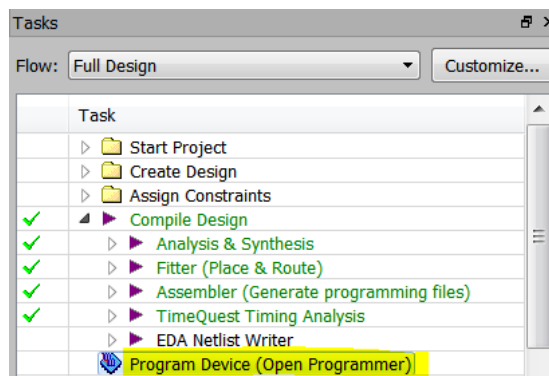 Tasks
Flow: Full Design Customize...
Task
Start Project
Create Design
Assign Constraints
Compile Design
Analysis & Synthesis
Fitter (Place & Route)
Assembler (Generate programming files)
TimeQuest Timing Analysis
EDA Netlist Writer
Program Device (Open Programmer)